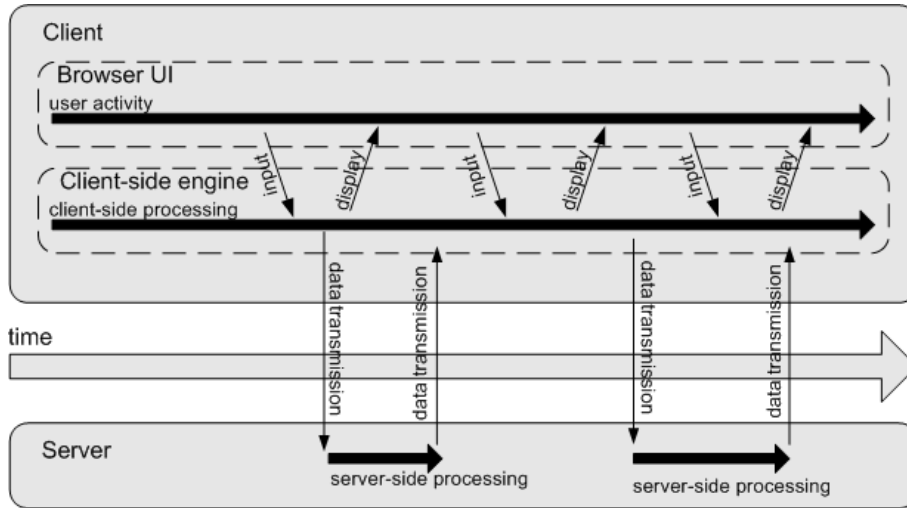 Client
Browser UI
user activity
input
display
input
display
input
display
Client-side engine
client-side processing
data transmission
data transmission
data transmission
data transmission
time
Server
server-side processing
server-side processing